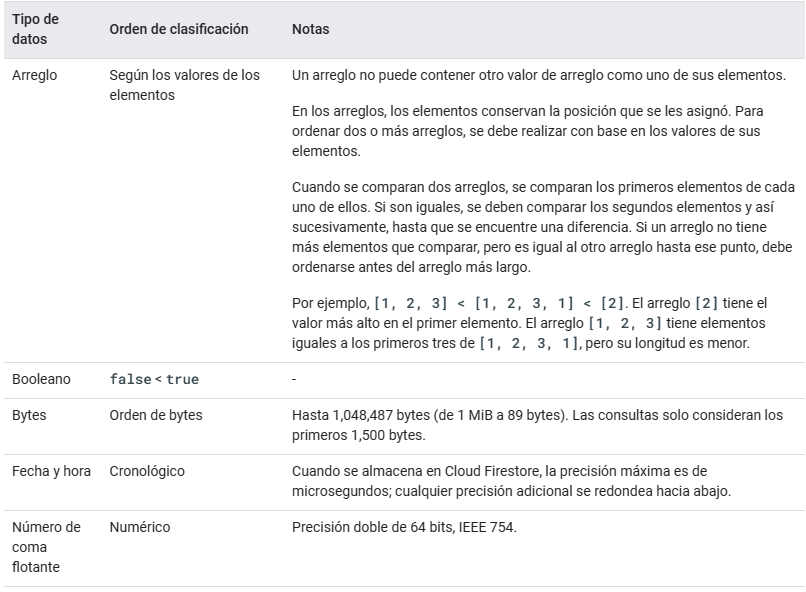 Tipo de
datos
Orden de clasificación
Notas
Arreglo
Según los valores de los
elementos
Un arreglo no puede contener otro valor de arreglo como uno de sus elementos.
En los arreglos, los elementos conservan la posición que se les asignó. Para
ordenar dos o más arreglos, se debe realizar con base en los valores de sus
elementos.
Cuando se comparan dos arreglos, se comparan los primeros elementos de cada
uno de ellos. Si son iguales, se deben comparar los segundos elementos y así
sucesivamente, hasta que se encuentre una diferencia. Si un arreglo no tiene
más elementos que comparar, pero es igual al otro arreglo hasta ese punto, debe
ordenarse antes del arreglo más largo.
Por ejemplo, [1, 2, 3] < [1, 2, 3, 1] < [2]. El arreglo [2] tiene el
valor más alto en el primer elemento. El arreglo [1, 2, 3] tiene elementos
iguales a los primeros tres de [1, 2, 3, 1], pero su longitud es menor.
Booleano
false < true
-
Bytes
Orden de bytes
Hasta 1,048,487 bytes (de 1 MiB a 89 bytes). Las consultas solo consideran los
primeros 1,500 bytes.
Fecha y hora
Cronológico
Cuando se almacena en Cloud Firestore, la precisión máxima es de
microsegundos; cualquier precisión adicional se redondea hacia abajo.
Número de
coma
flotante
Numérico
Precisión doble de 64 bits, IEEE 754.